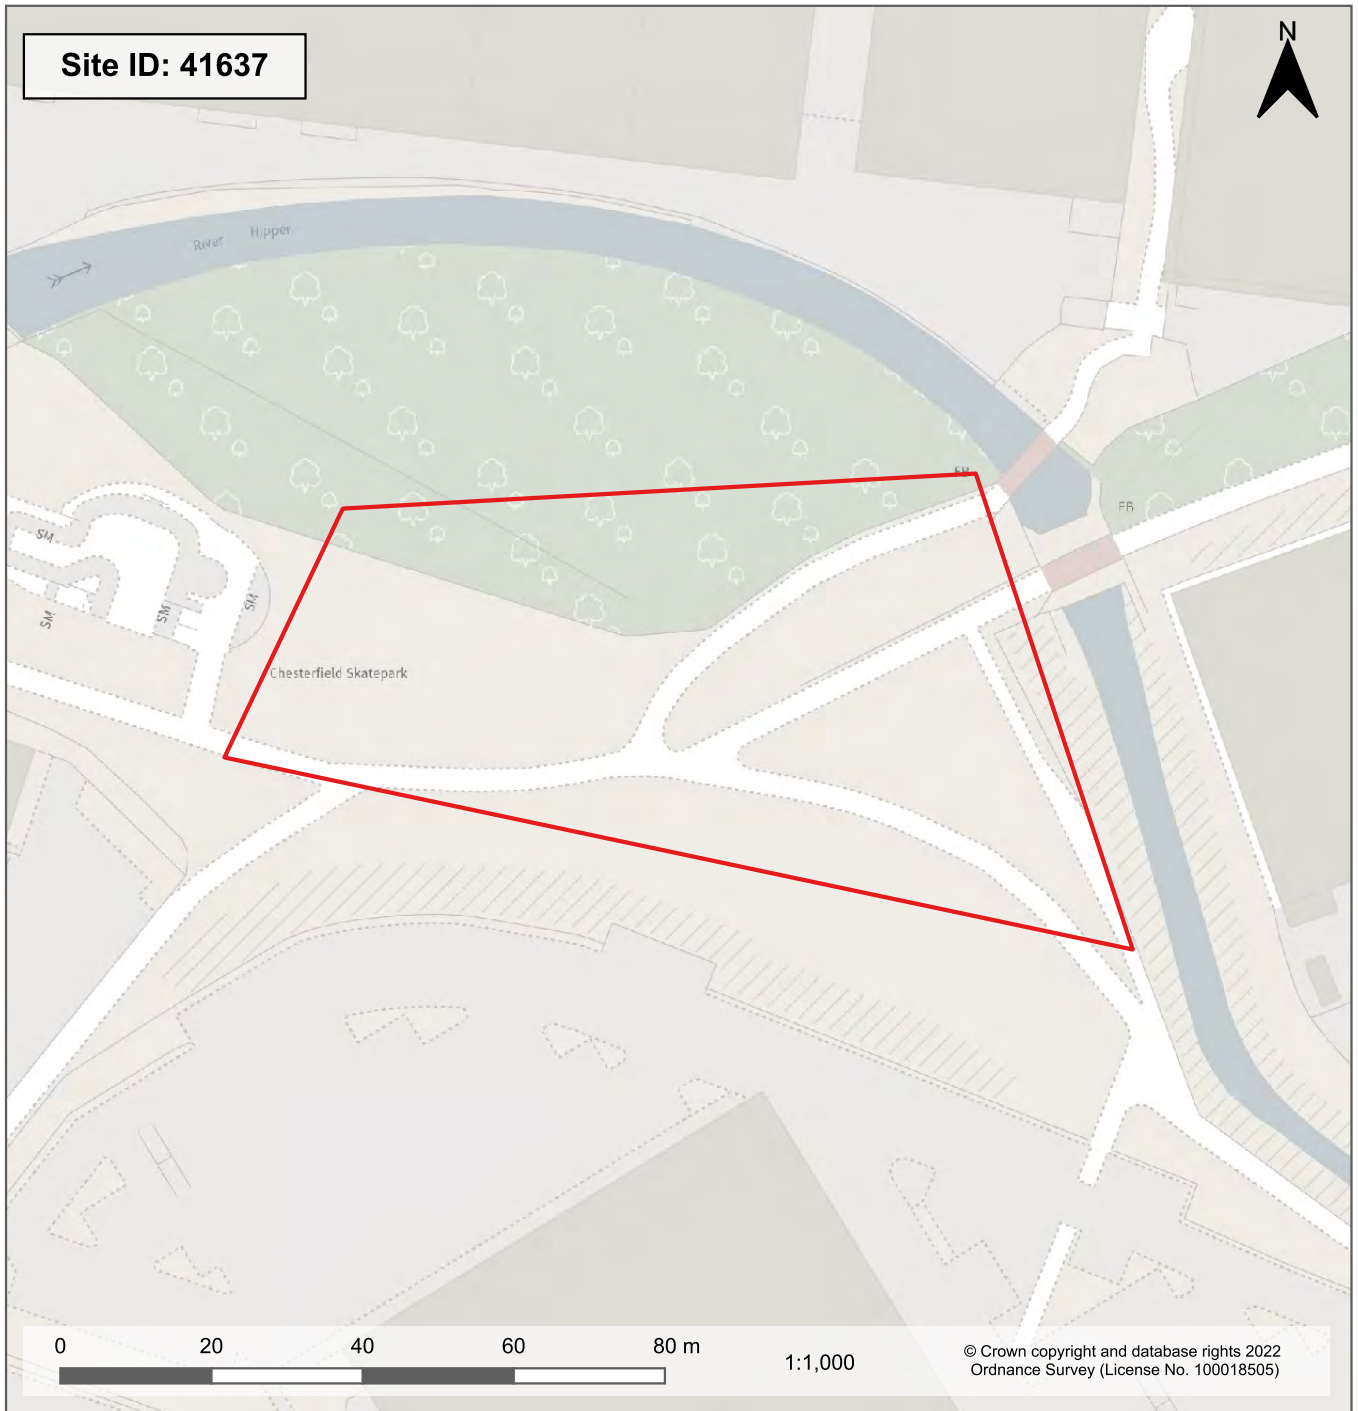 Site ID: 41637
N
River Hipper
FB
FB
SM
SM
SM
SM
Chesterfield Skatepark
0 20 40 60 80 m
1:1,000
© Crown copyright and database rights 2022
Ordnance Survey (License No. 100018505)